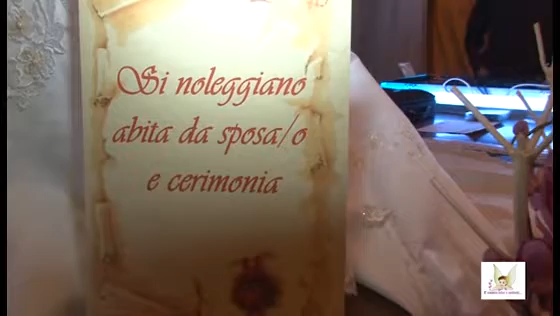 Si noleggiano
abita da sposa/o
e cerimonia